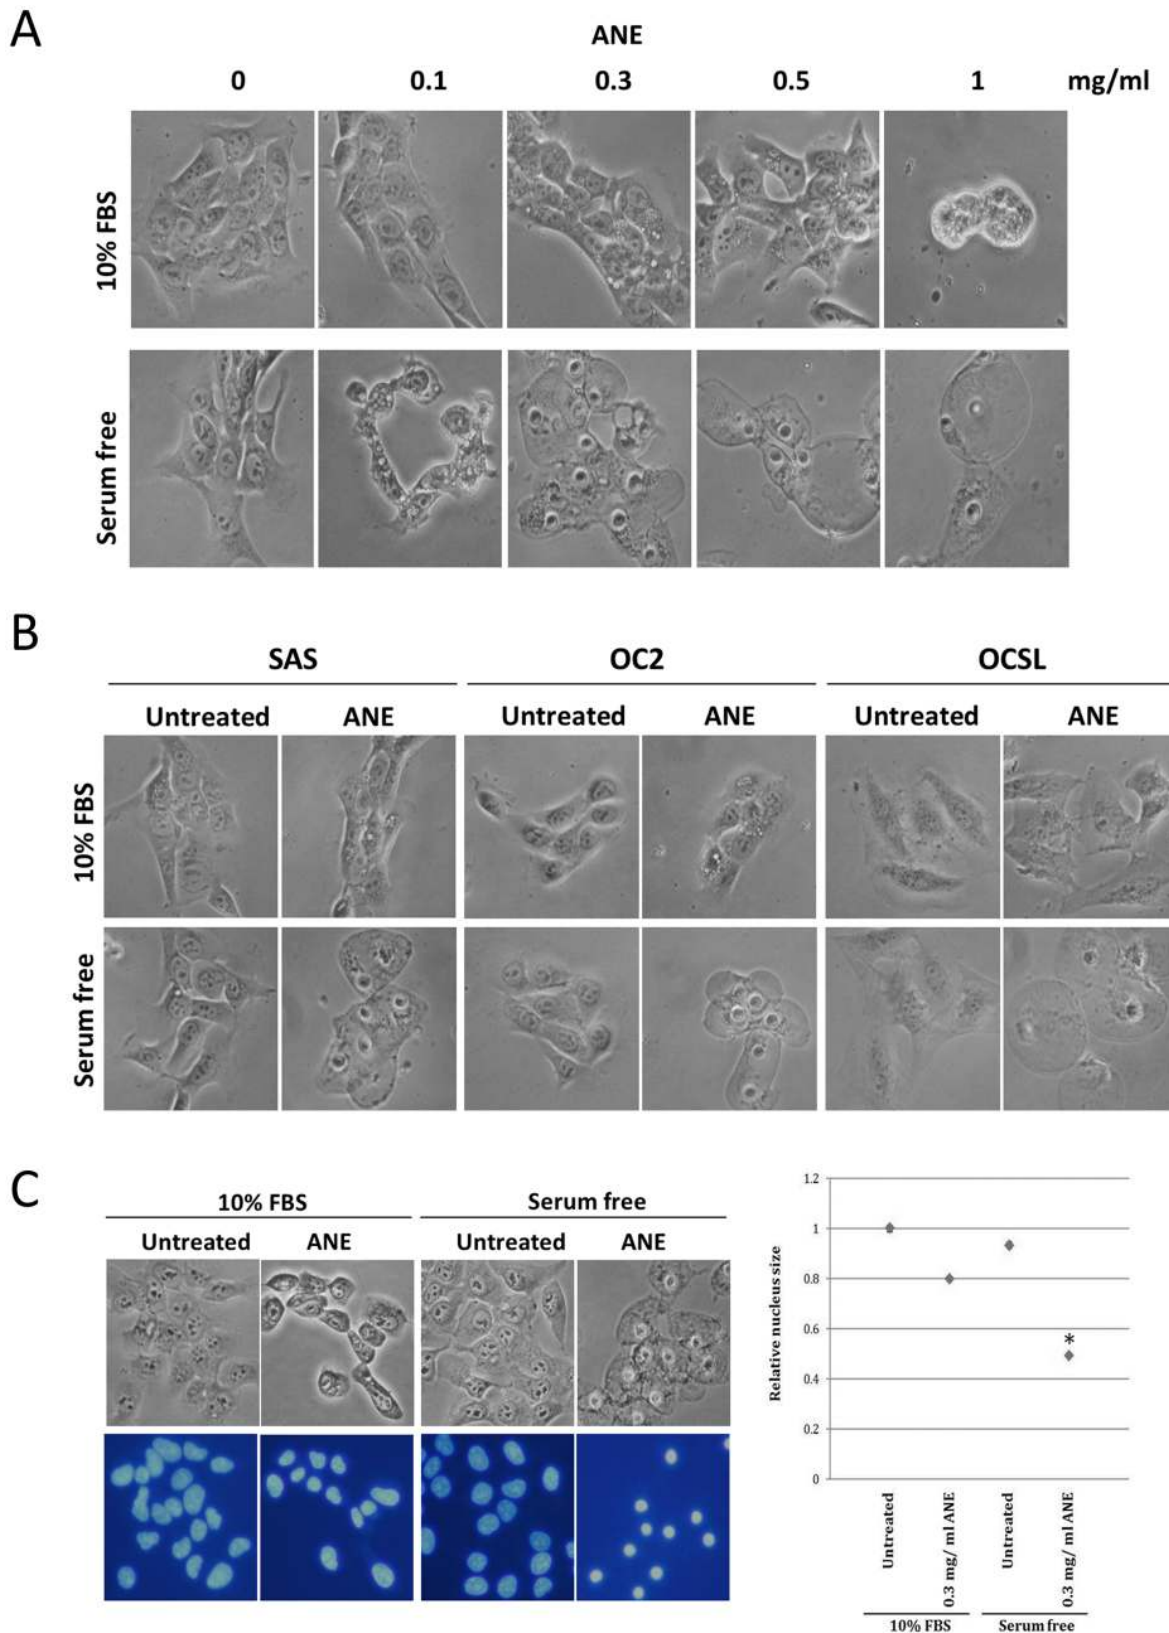 A
ANE
0 0.1 0.3 0.5 1 mg/ml
10% FBS
Serum free
B
SAS OC2 OCSL
Untreated ANE Untreated ANE Untreated ANE
10% FBS
Serum free
C
10% FBS Serum free
Untreated ANE Untreated ANE
Relative nucleus size
1.2
1
0.8
0.6
0.4
0.2
0
*
Untreated
0.3 mg/ ml ANE
Untreated
0.3 mg/ ml ANE
10% FBS Serum free